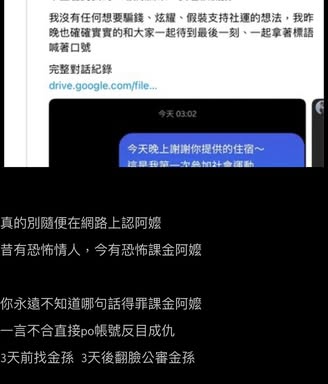 我沒有任何想要騙錢、炫耀、假裝支持社運的想法，我昨
晚也確確實實的和大家一起待到最後一刻、一起拿著標語
喊著口號
完整對話紀錄
drive.google.com/file...
今天 03:02
今天晚上謝謝你提供的住宿～
這是我第一次參加社會運動
真的別隨便在網路上認阿嬤
昔有恐怖情人，今有恐怖課金阿嬤
你永遠不知道哪句話得罪課金阿嬤
一言不合直接po帳號反目成仇
3天前找金孫 3天後翻臉公審金孫